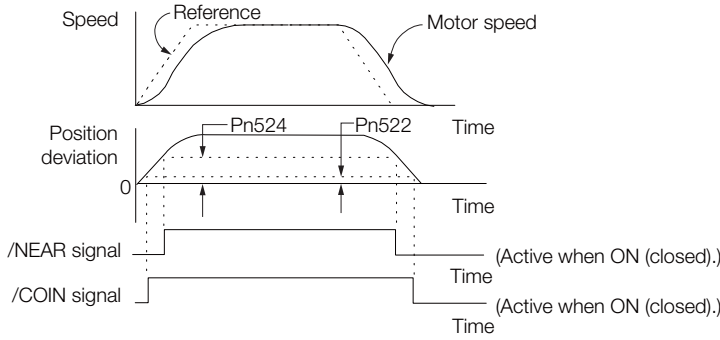 Speed
Reference
Motor speed
Time
Position
deviation
Pn524
Pn522
0
Time
/NEAR signal
(Active when ON (closed).)
Time
/COIN signal
(Active when ON (closed).)
Time